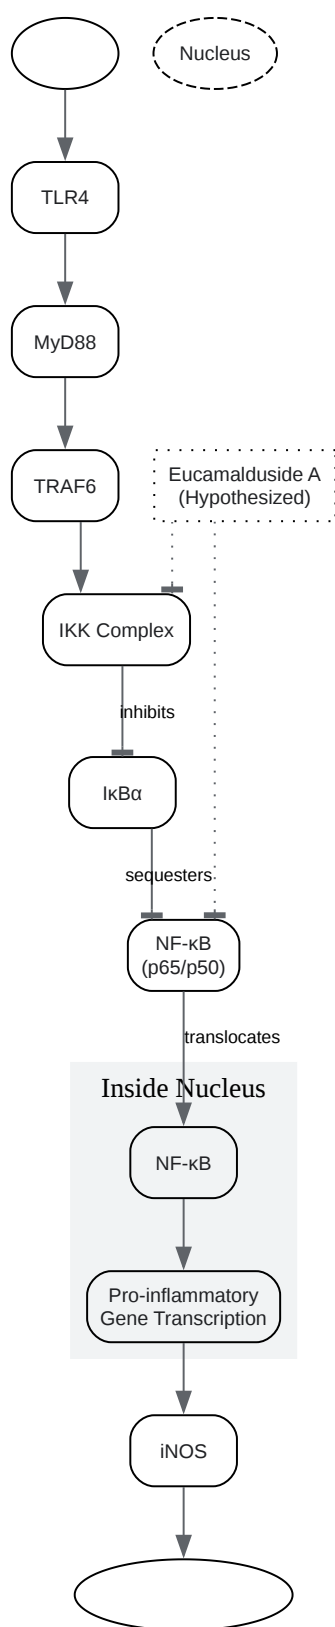 Nucleus
TLR4
MyD88
TRAF6
Eucamalduside A
(Hypothesized)
IKK Complex
inhibits
IκBα
sequesters
NF-κB
(p65/p50)
translocates
Inside Nucleus
NF-κB
Pro-inflammatory
Gene Transcription
iNOS